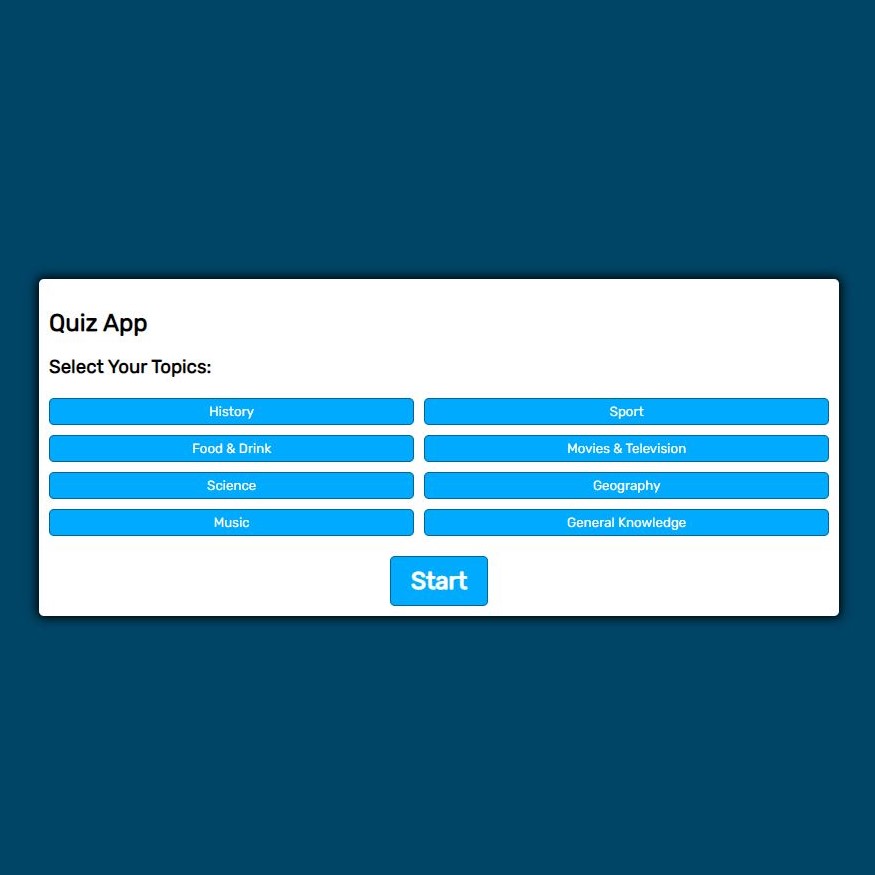 Quiz App
Select Your Topics:
History
Sport
Food & Drink
Movies & Television
Science
Geography
Music
General Knowledge
Start